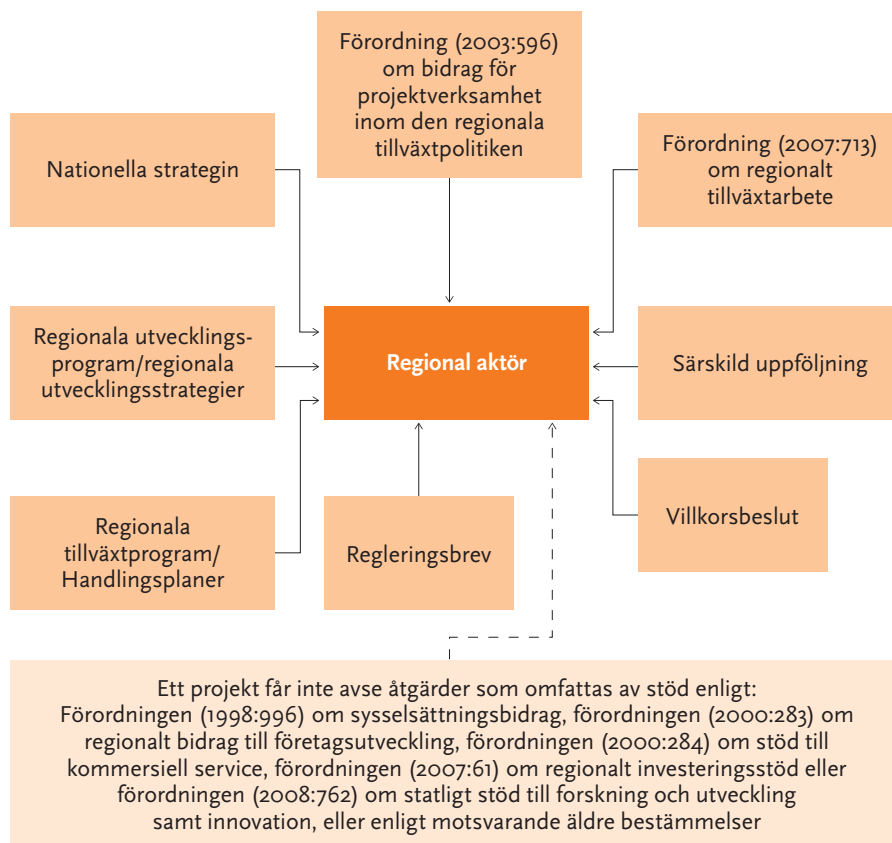 Förordning (2003:596)
om bidrag för
projektverksamhet
inom den regionala
tillväxtpolitiken
Nationella strategin
Förordning (2007:713)
om regionalt
tillväxtarbete
Regionala utvecklings-
program/regionala
utvecklingsstrategier
Regional aktör
Särskild uppföljning
Regionala
tillväxtprogram/
Handlingsplaner
Regleringsbrev
Villkorsbeslut
Ett projekt får inte avse åtgärder som omfattas av stöd enligt:
Förordningen (1998:996) om sysselsättningsbidrag, förordningen (2000:283) om
regionalt bidrag till företagsutveckling, förordningen (2000:284) om stöd till
kommersiell service, förordningen (2007:61) om regionalt investeringsstöd eller
förordningen (2008:762) om statligt stöd till forskning och utveckling
samt innovation, eller enligt motsvarande äldre bestämmelser